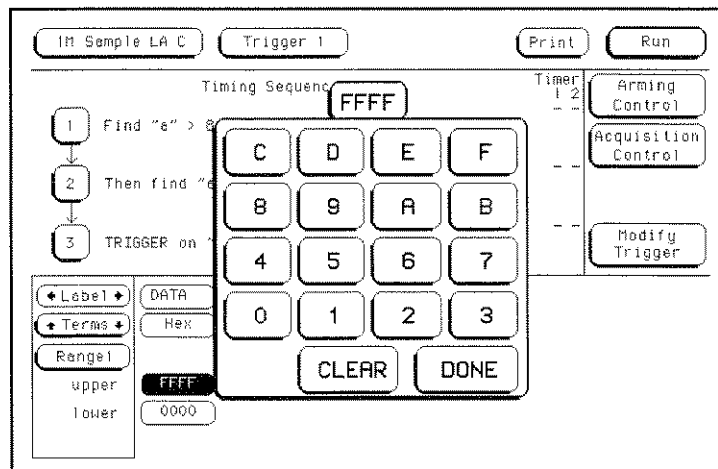 1M Sample LA C Trigger 1 Print Run
Timing Sequenc
FFFF
Timer
1 2
Arming
Control
1 Find "a" > 8
Acquisition
Control
2 Then find "
3 TRIGGER on "
Modify
Trigger
C D E F
8 9 A B
4 5 6 7
0 1 2 3
CLEAR DONE
Label DATA
Terms Hex
Range1
upper FFFF
lower 0000